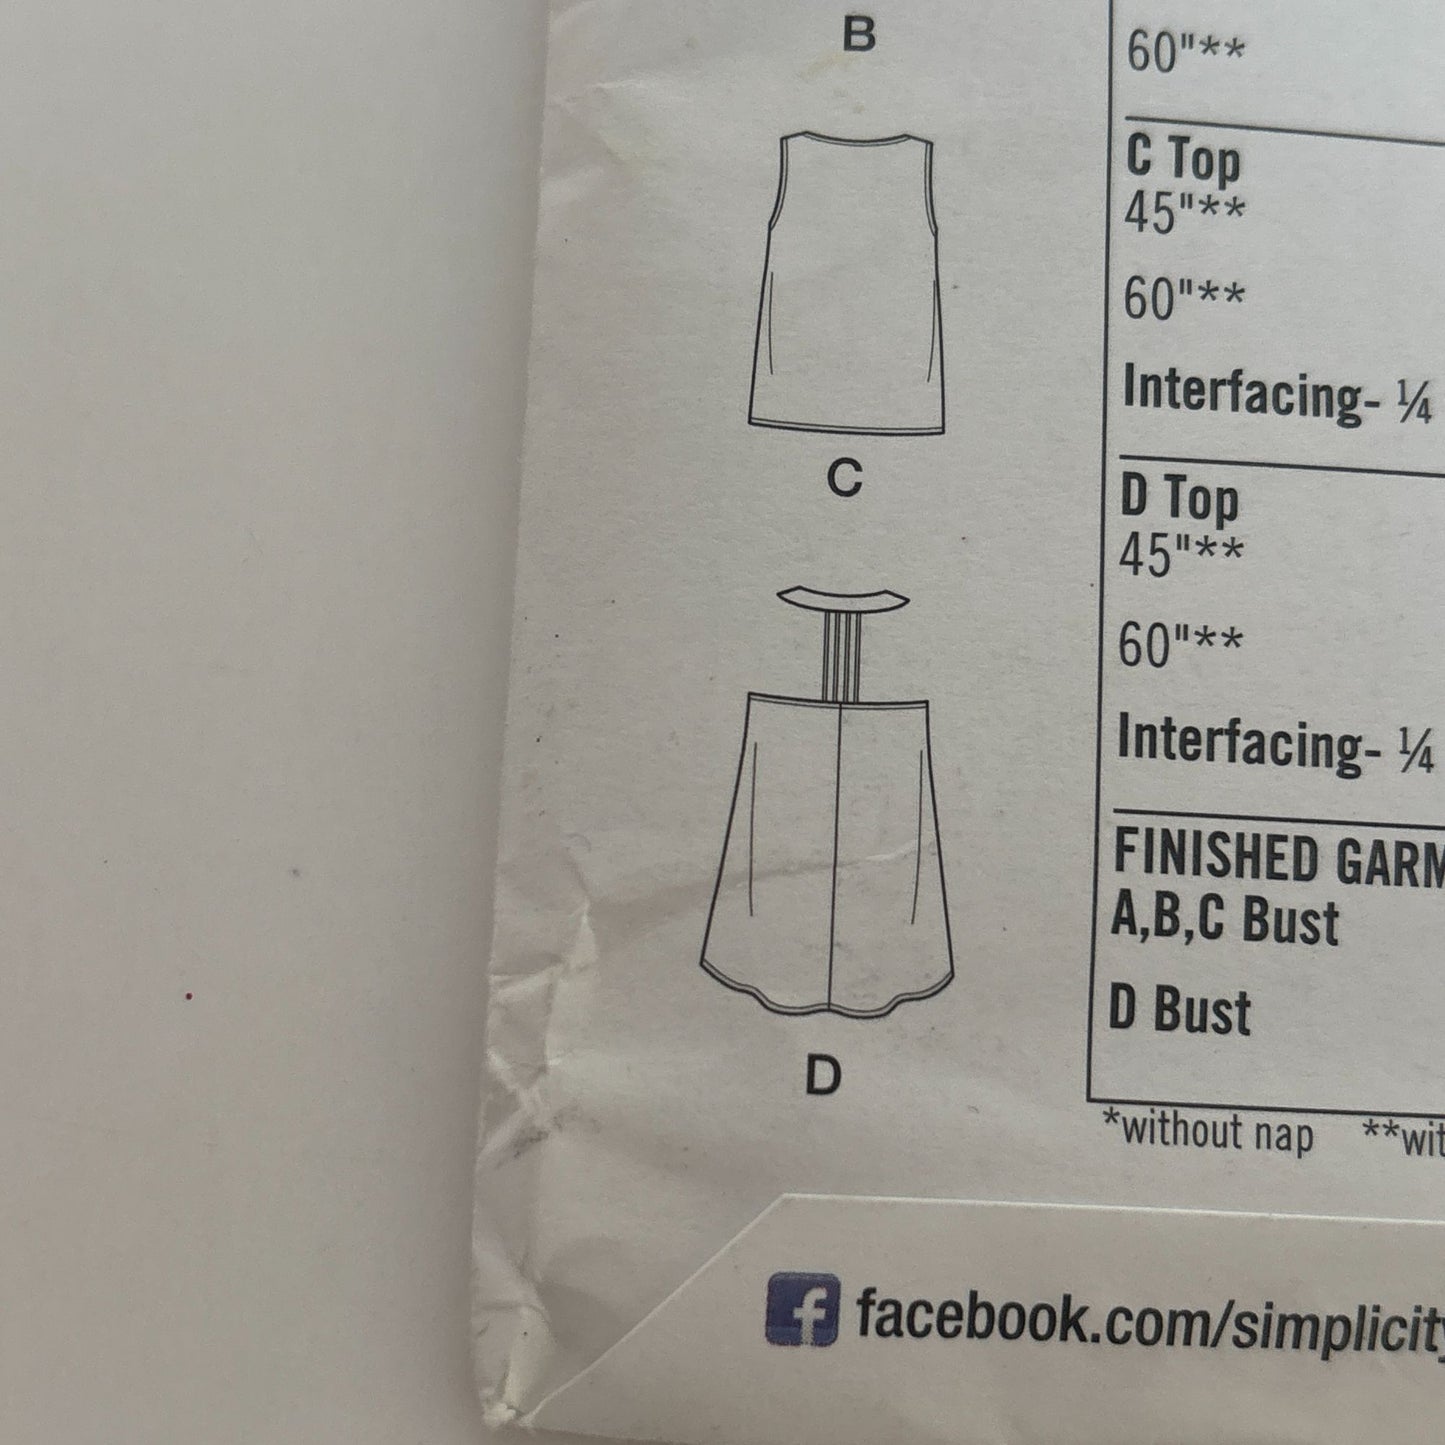 B
60"**
C Top
45"**
60"**
Interfacing- ¼
C
D Top
45"**
60"**
Interfacing- ¼
FINISHED GARM
A,B,C Bust
D Bust
D
*without nap **wit
f facebook.com/simplicity